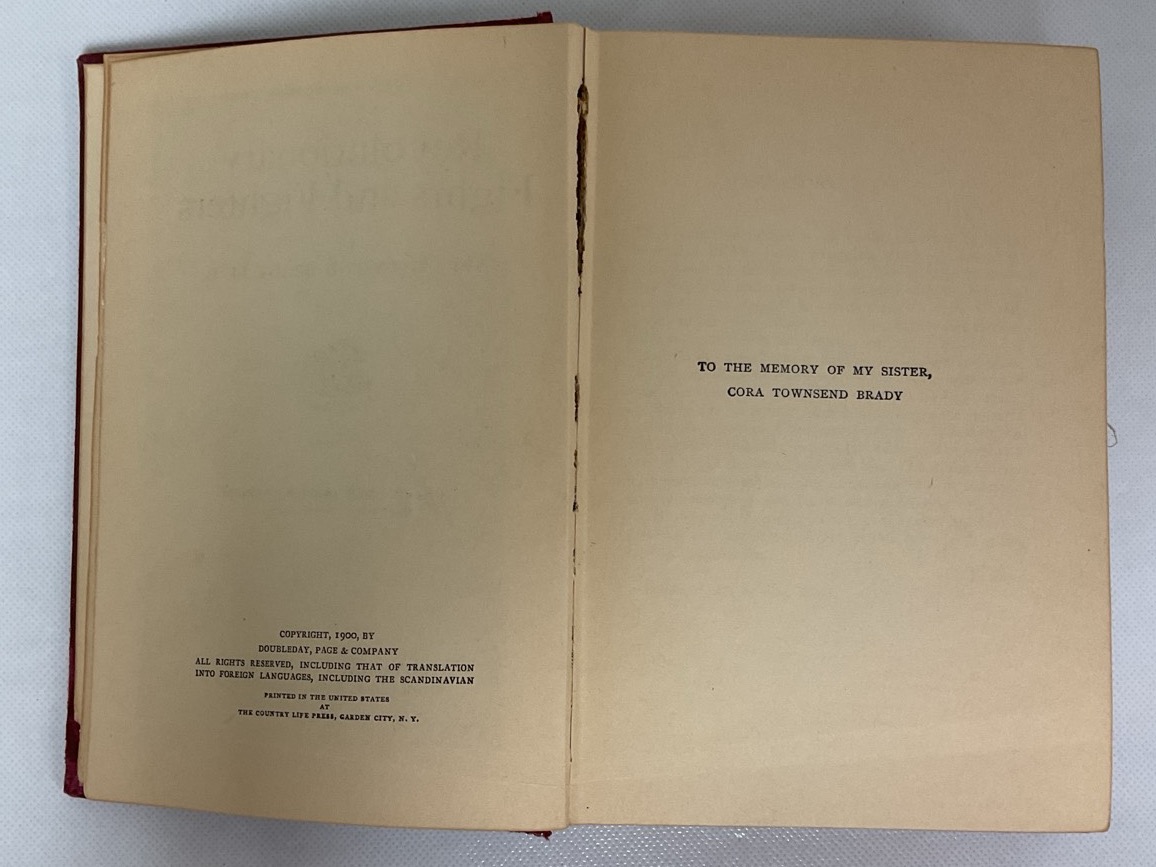 COPYRIGHT, 1900, BY
DOUBLEDAY, PAGE & COMPANY
ALL RIGHTS RESERVED, INCLUDING THAT OF TRANSLATION
INTO FOREIGN LANGUAGES, INCLUDING THE SCANDINAVIAN
PRINTED IN THE UNITED STATES
AT
THE COUNTRY LIFE PRESS, GARDEN CITY, N. Y.
TO THE MEMORY OF MY SISTER,
CORA TOWNSEND BRADY